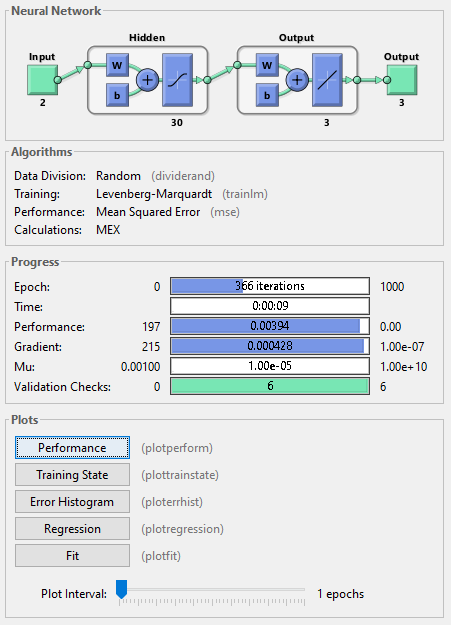 Neural Network
Hidden Output
Input Output
W W
+ +
b b
2 3
30 3
Algorithms
Data Division: Random (dividerand)
Training: Levenberg-Marquardt (trainlm)
Performance: Mean Squared Error (mse)
Calculations: MEX
Progress
Epoch: 0 366 iterations 1000
Time: 0:00:09
Performance: 197 0.00394 0.00
Gradient: 215 0.000428 1.00e-07
Mu: 0.00100 1.00e-05 1.00e+10
Validation Checks: 0 6 6
Plots
Performance (plotperform)
Training State (plottrainstate)
Error Histogram (ploterrhist)
Regression (plotregression)
Fit (plotfit)
Plot Interval: 1 epochs